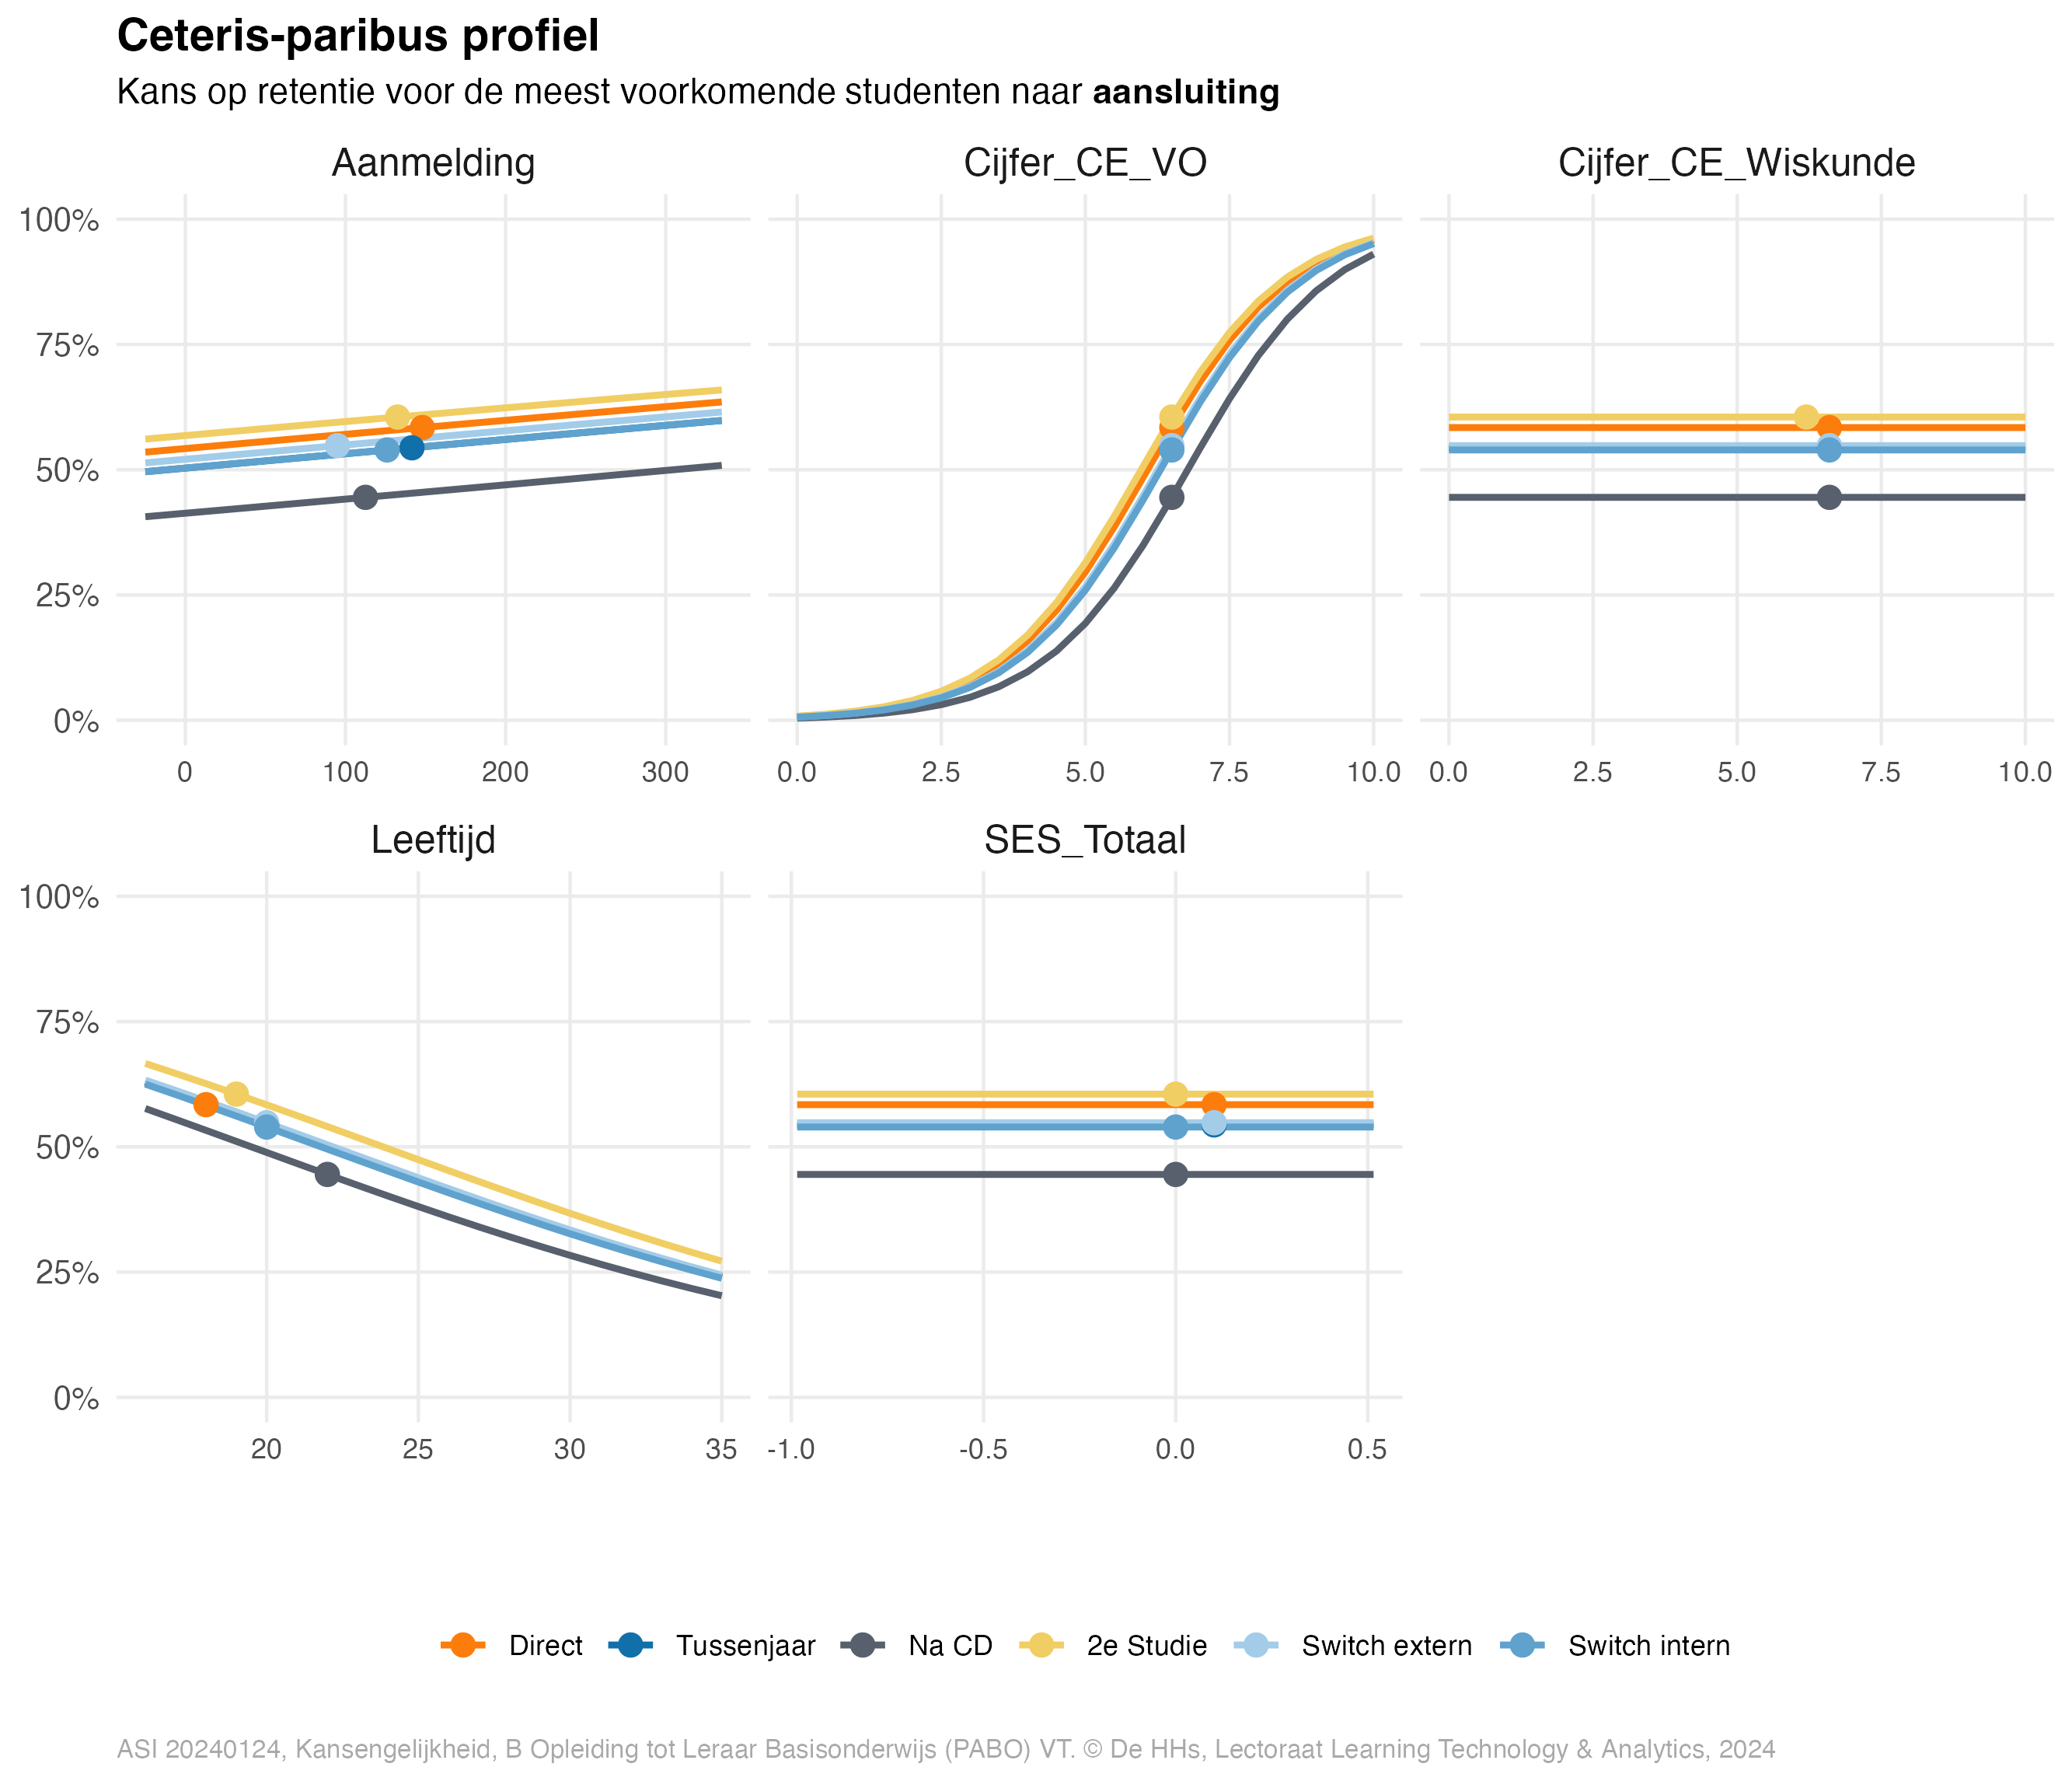 Ceteris-paribus profiel
Kans op retentie voor de meest voorkomende studenten naar aansluiting
Aanmelding
Cijfer_CE_VO
Cijfer_CE_Wiskunde
100%
75%
50%
25%
0%
0 100 200 300
0.0 2.5 5.0 7.5 10.0
0.0 2.5 5.0 7.5 10.0
Leeftijd
SES_Totaal
100%
75%
50%
25%
0%
20 25 30 35
-1.0 -0.5 0.0 0.5
Direct Tussenjaar Na CD 2e Studie Switch extern Switch intern
ASI 20240124, Kansengelijkheid, B Opleiding tot Leraar Basisonderwijs (PABO) VT. © De HHs, Lectoraat Learning Technology & Analytics, 2024